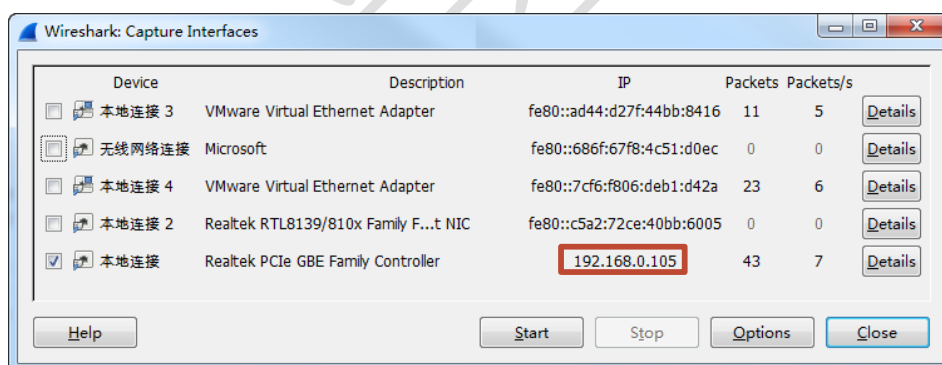 Wireshark: Capture Interfaces
Device Description IP Packets Packets/s
本地连接 3 VMware Virtual Ethernet Adapter fe80::ad44:d27f:44bb:8416 11 5 Details
无线网络连接 Microsoft fe80::686f:67f8:4c51:d0ec 0 0 Details
本地连接 4 VMware Virtual Ethernet Adapter fe80::7cf6:f806:deb1:d42a 23 6 Details
本地连接 2 Realtek RTL8139/810x Family F...t NIC fe80::c5a2:72ce:40bb:6005 0 0 Details
本地连接 Realtek PCIe GBE Family Controller 192.168.0.105 43 7 Details
Help Start Stop Options Close